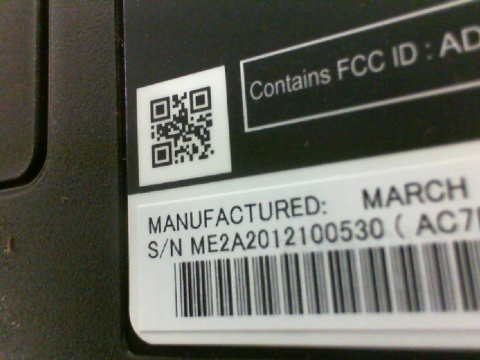 Contains FCC ID : AD
MANUFACTURED: MARCH
S/N ME2A2012100530 ( AC7